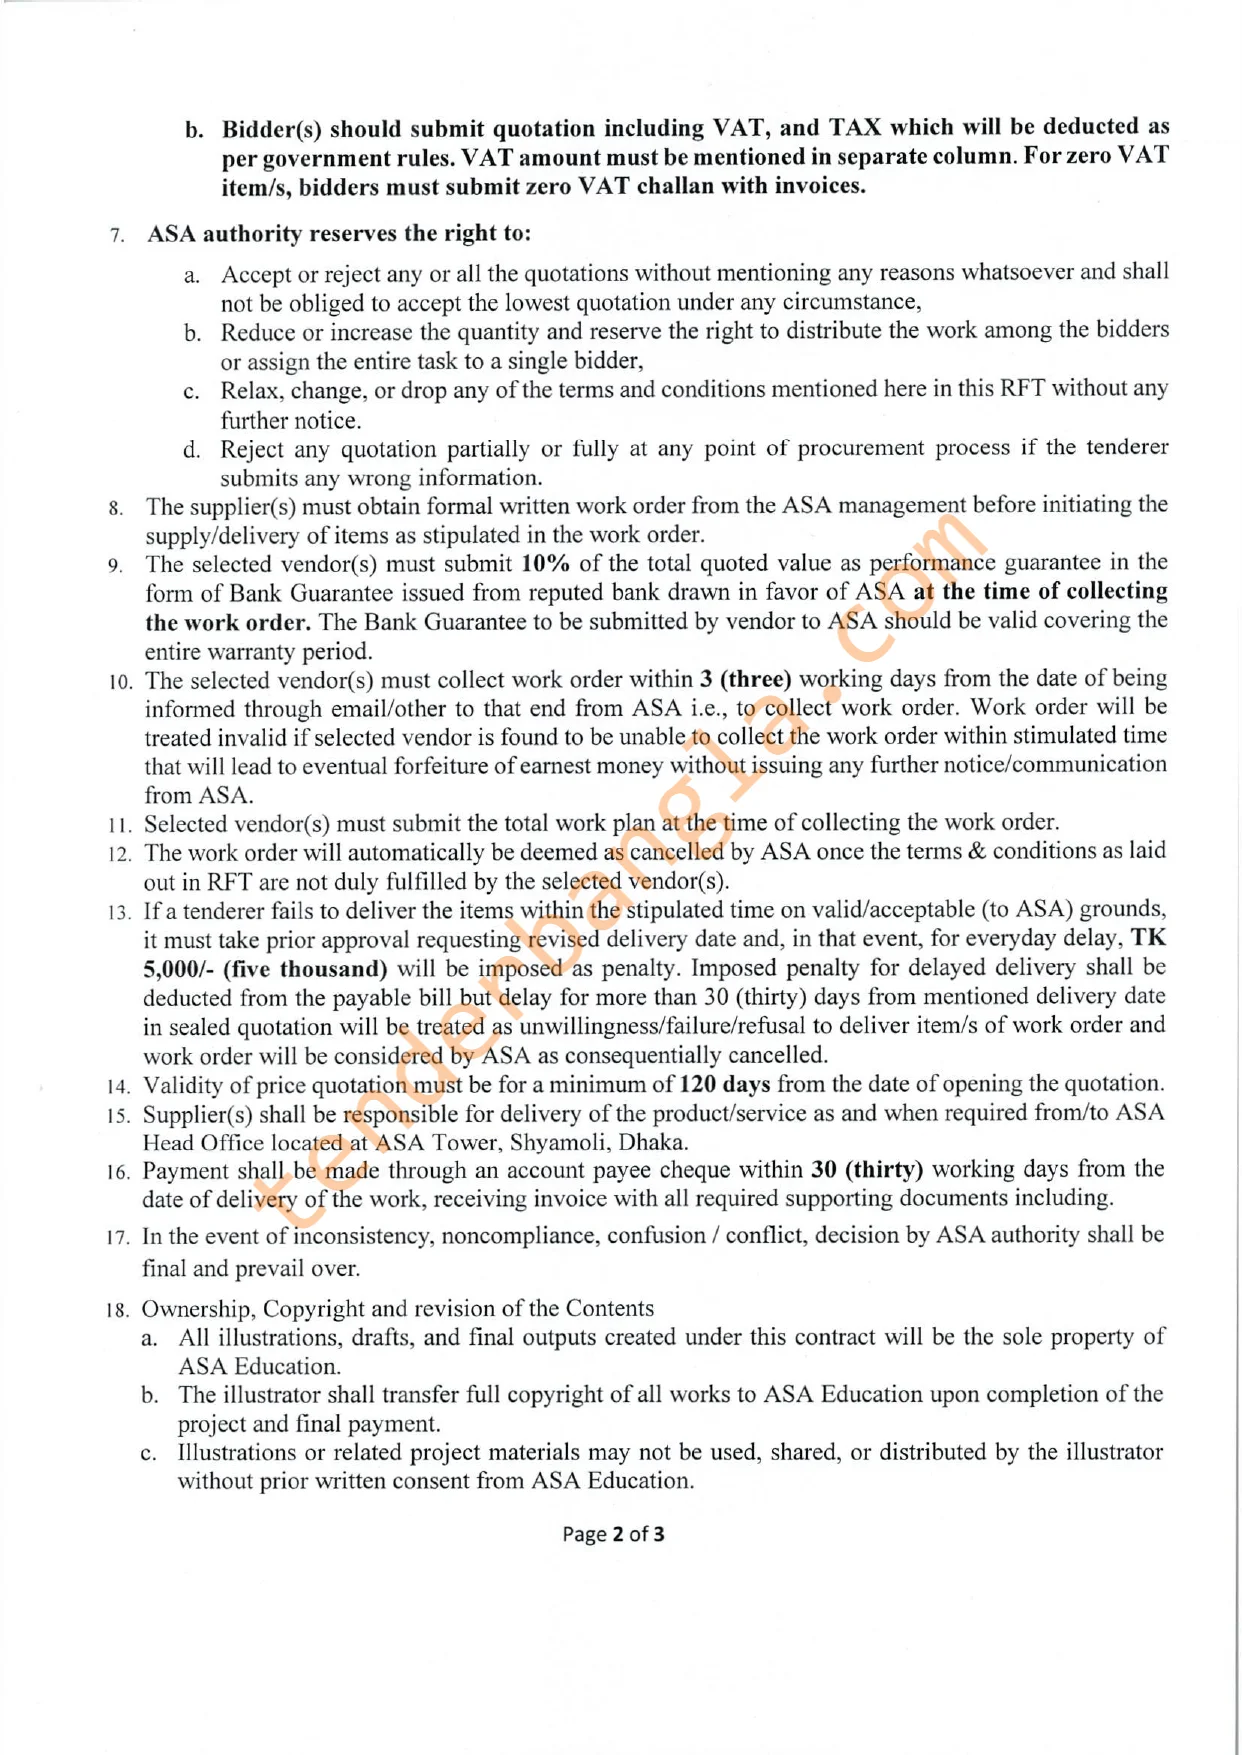 b. Bidder(s) should submit quotation including VAT, and TAX which will be deducted as
per government rules. VAT amount must be mentioned in separate column. For zero VAT
item/s, bidders must submit zero VAT challan with invoices.
7. ASA authority reserves the right to:
a. Accept or reject any or all the quotations without mentioning any reasons whatsoever and shall
not be obliged to accept the lowest quotation under any circumstance,
b. Reduce or increase the quantity and reserve the right to distribute the work among the bidders
or assign the entire task to a single bidder,
c. Relax, change, or drop any of the terms and conditions mentioned here in this RFT without any
further notice.
d. Reject any quotation partially or fully at any point of procurement process if the tenderer
submits any wrong information.
8. The supplier(s) must obtain formal written work order from the ASA management before initiating the
supply/delivery of items as stipulated in the work order.
9. The selected vendor(s) must submit 10% of the total quoted value as performance guarantee in the
form of Bank Guarantee issued from reputed bank drawn in favor of ASA at the time of collecting
the work order. The Bank Guarantee to be submitted by vendor to ASA should be valid covering the
entire warranty period.
10. The selected vendor(s) must collect work order within 3 (three) working days from the date of being
informed through email/other to that end from ASA i.e., to collect work order. Work order will be
treated invalid if selected vendor is found to be unable to collect the work order within stimulated time
that will lead to eventual forfeiture of earnest money without issuing any further notice/communication
from ASA.
11. Selected vendor(s) must submit the total work plan at the time of collecting the work order.
12. The work order will automatically be deemed as cancelled by ASA once the terms & conditions as laid
out in RFT are not duly fulfilled by the selected vendor(s).
13. If a tenderer fails to deliver the items within the stipulated time on valid/acceptable (to ASA) grounds,
it must take prior approval requesting revised delivery date and, in that event, for everyday delay, TK
5,000/- (five thousand) will be imposed as penalty. Imposed penalty for delayed delivery shall be
deducted from the payable bill but delay for more than 30 (thirty) days from mentioned delivery date
in sealed quotation will be treated as unwillingness/failure/refusal to deliver item/s of work order and
work order will be considered by ASA as consequentially cancelled.
14. Validity of price quotation must be for a minimum of 120 days from the date of opening the quotation.
15. Supplier(s) shall be responsible for delivery of the product/service as and when required from/to ASA
Head Office located at ASA Tower, Shyamoli, Dhaka.
16. Payment shall be made through an account payee cheque within 30 (thirty) working days from the
date of delivery of the work, receiving invoice with all required supporting documents including.
17. In the event of inconsistency, noncompliance, confusion / conflict, decision by ASA authority shall be
final and prevail over.
18. Ownership, Copyright and revision of the Contents
a. All illustrations, drafts, and final outputs created under this contract will be the sole property of
ASA Education.
b. The illustrator shall transfer full copyright of all works to ASA Education upon completion of the
project and final payment.
c. Illustrations or related project materials may not be used, shared, or distributed by the illustrator
without prior written consent from ASA Education.
Page 2 of 3
tenderbangla.com